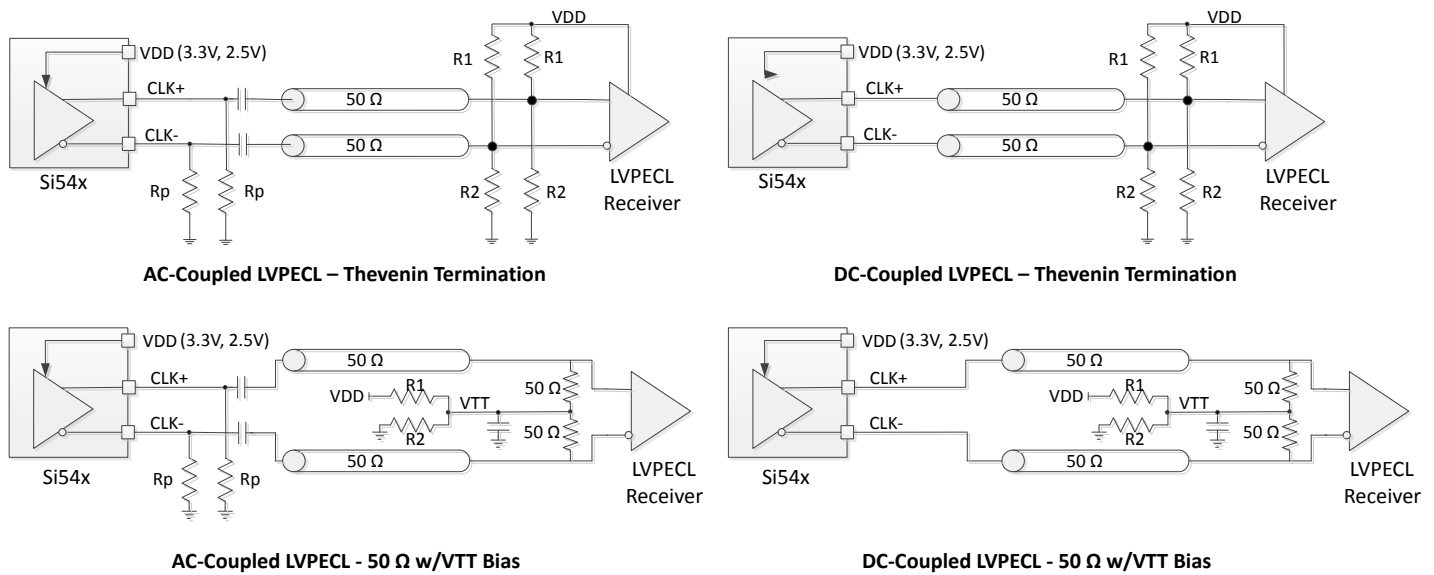 VDD
VDD (3.3V, 2.5V)
R1
R1
CLK+
50 Ω
CLK-
50 Ω
Si54x
Rp
Rp
R2
R2
LVPECL
Receiver
AC-Coupled LVPECL – Thevenin Termination
VDD
VDD (3.3V, 2.5V)
R1
R1
CLK+
50 Ω
CLK-
50 Ω
Si54x
R2
R2
LVPECL
Receiver
DC-Coupled LVPECL – Thevenin Termination
VDD (3.3V, 2.5V)
50 Ω
CLK+
R1
VDD
VTT
50 Ω
CLK-
R2
50 Ω
50 Ω
Si54x
Rp
Rp
LVPECL
Receiver
AC-Coupled LVPECL - 50 Ω w/VTT Bias
VDD (3.3V, 2.5V)
50 Ω
CLK+
R1
VDD
VTT
50 Ω
CLK-
R2
50 Ω
50 Ω
Si54x
LVPECL
Receiver
DC-Coupled LVPECL - 50 Ω w/VTT Bias